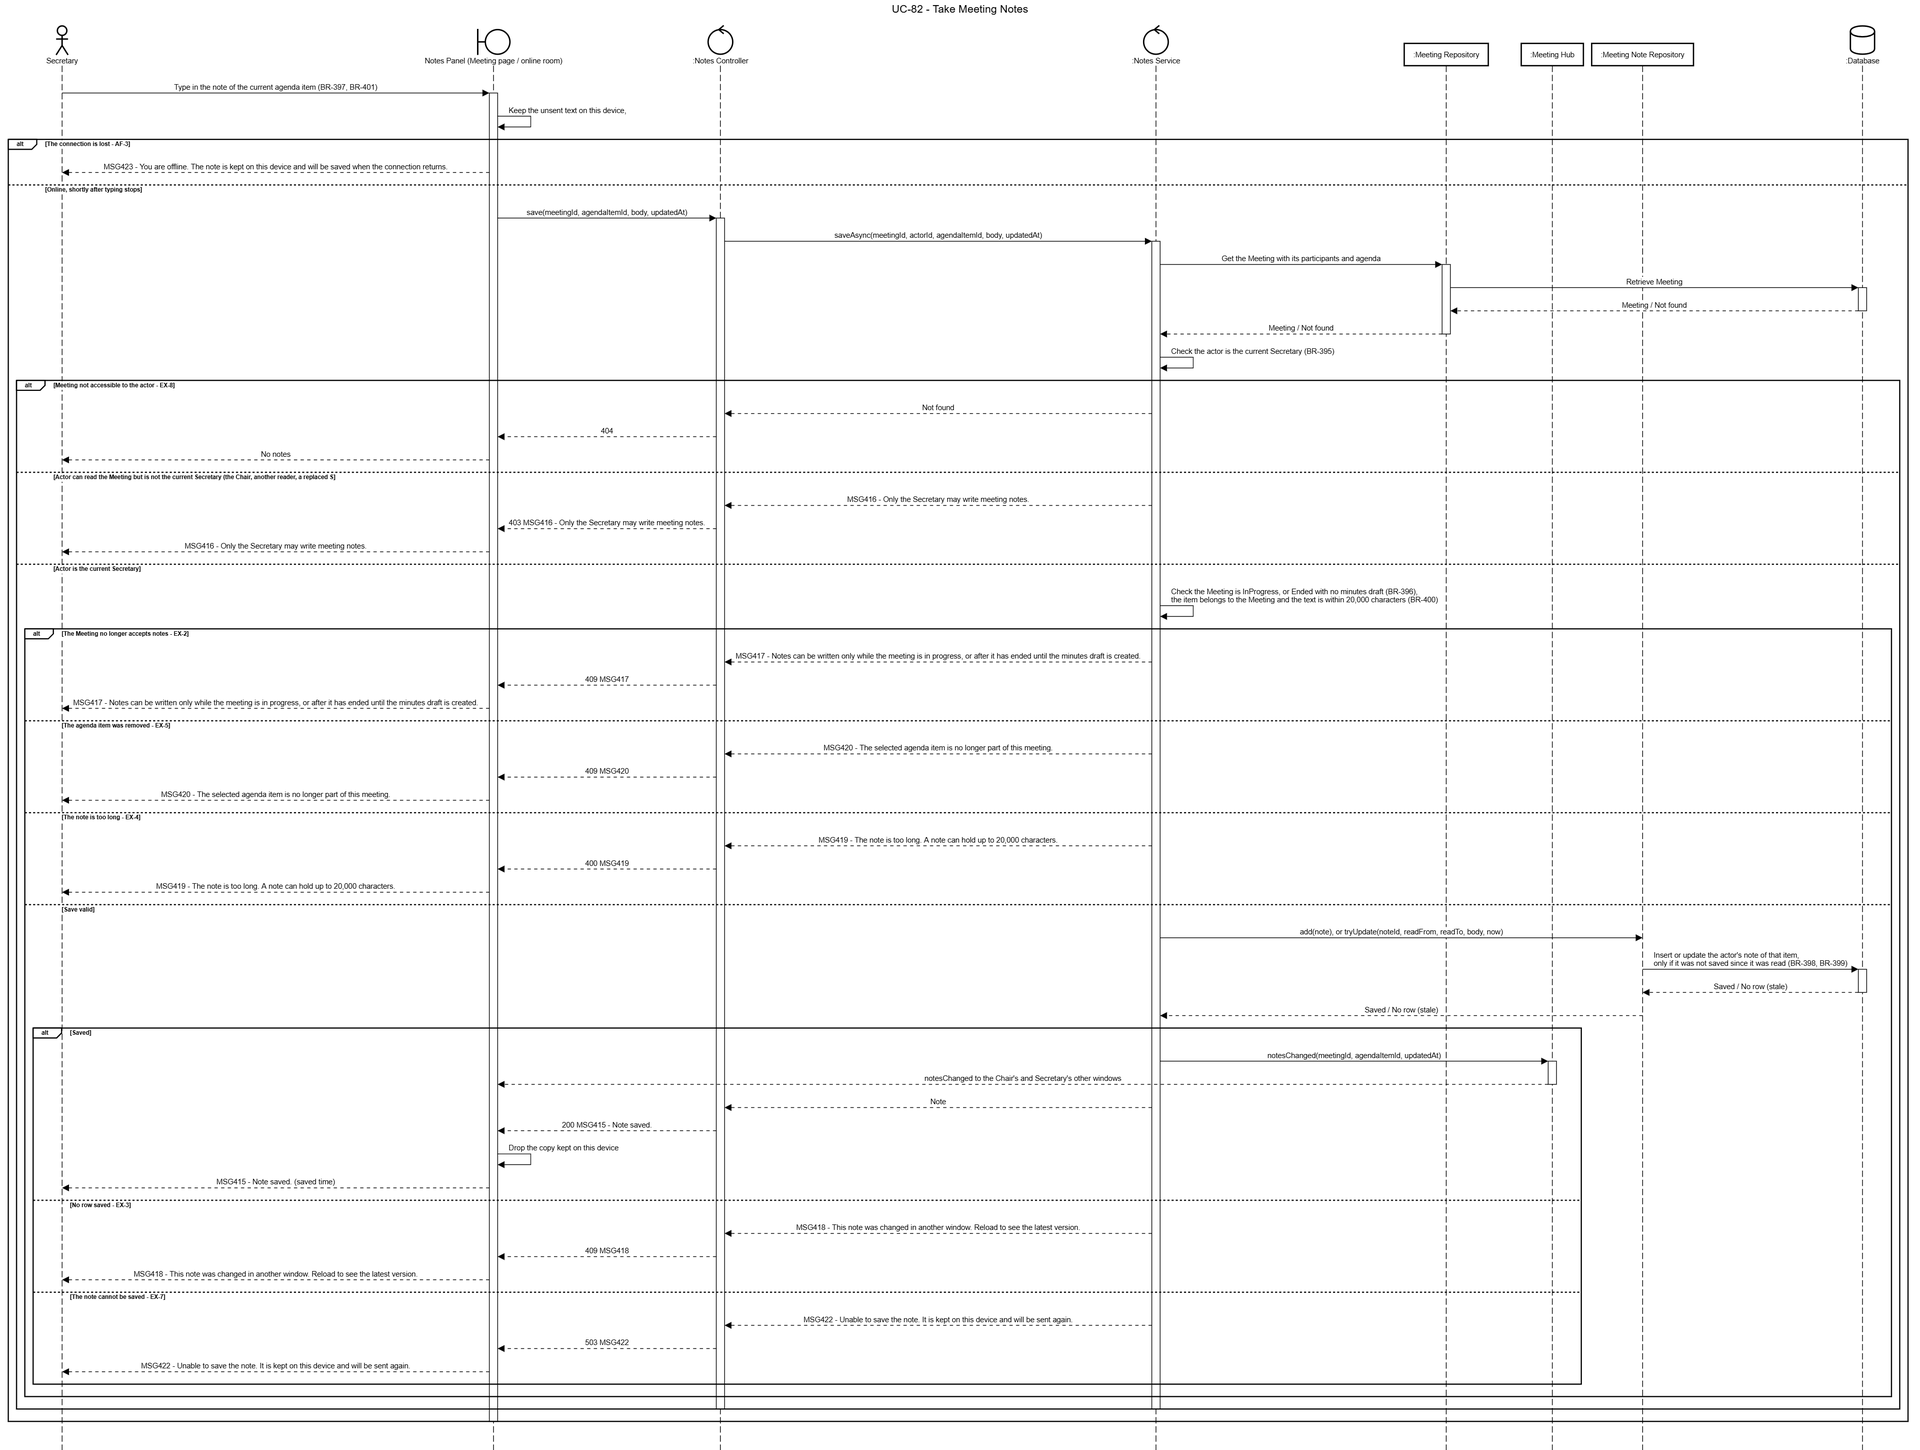 UC-82 - Take Meeting Notes
Secretary
Notes Panel (Meeting page / online room)
:Notes Controller
:Notes Service
:Meeting Repository
:Meeting Hub
:Meeting Note Repository
:Database
Type in the note of the current agenda item (BR-397, BR-401)
Keep the unsent text on this device,
alt
[The connection is lost - AF-3]
MSG423 - You are offline. The note is kept on this device and will be saved when the connection returns.
[Online, shortly after typing stops]
save(meetingId, agendaItemId, body, updatedAt)
saveAsync(meetingId, actorId, agendaItemId, body, updatedAt)
Get the Meeting with its participants and agenda
Retrieve Meeting
Meeting / Not found
Meeting / Not found
Check the actor is the current Secretary (BR-395)
alt
[Meeting not accessible to the actor - EX-8]
Not found
404
No notes
[Actor can read the Meeting but is not the current Secretary (the Chair, another reader, a replaced S]
MSG416 - Only the Secretary may write meeting notes.
403 MSG416 - Only the Secretary may write meeting notes.
MSG416 - Only the Secretary may write meeting notes.
[Actor is the current Secretary]
Check the Meeting is InProgress, or Ended with no minutes draft (BR-396),
the item belongs to the Meeting and the text is within 20,000 characters (BR-400)
alt
[The Meeting no longer accepts notes - EX-2]
MSG417 - Notes can be written only while the meeting is in progress, or after it has ended until the minutes draft is created.
409 MSG417
MSG417 - Notes can be written only while the meeting is in progress, or after it has ended until the minutes draft is created.
[The agenda item was removed - EX-5]
MSG420 - The selected agenda item is no longer part of this meeting.
409 MSG420
MSG420 - The selected agenda item is no longer part of this meeting.
[The note is too long - EX-4]
MSG419 - The note is too long. A note can hold up to 20,000 characters.
400 MSG419
MSG419 - The note is too long. A note can hold up to 20,000 characters.
[Save valid]
add(note), or tryUpdate(noteId, readFrom, readTo, body, now)
Insert or update the actor's note of that item,
only if it was not saved since it was read (BR-398, BR-399)
Saved / No row (stale)
Saved / No row (stale)
alt
[Saved]
notesChanged(meetingId, agendaItemId, updatedAt)
notesChanged to the Chair's and Secretary's other windows
Note
200 MSG415 - Note saved.
Drop the copy kept on this device
MSG415 - Note saved. (saved time)
[No row saved - EX-3]
MSG418 - This note was changed in another window. Reload to see the latest version.
409 MSG418
MSG418 - This note was changed in another window. Reload to see the latest version.
[The note cannot be saved - EX-7]
MSG422 - Unable to save the note. It is kept on this device and will be sent again.
503 MSG422
MSG422 - Unable to save the note. It is kept on this device and will be sent again.